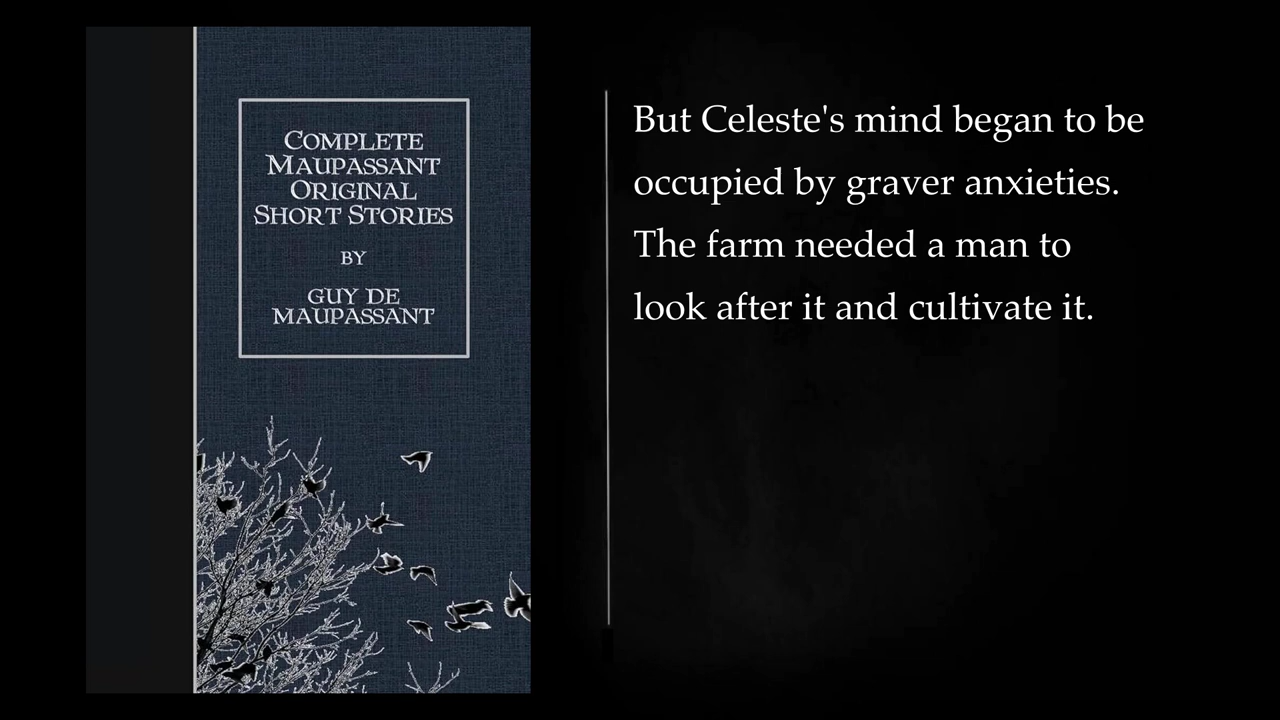 COMPLETE
MAUPASSANT
ORIGINAL
SHORT STORIES
BY
GUY DE
MAUPASSANT
But Celeste's mind began to be
occupied by graver anxieties.
The farm needed a man to
look after it and cultivate it.